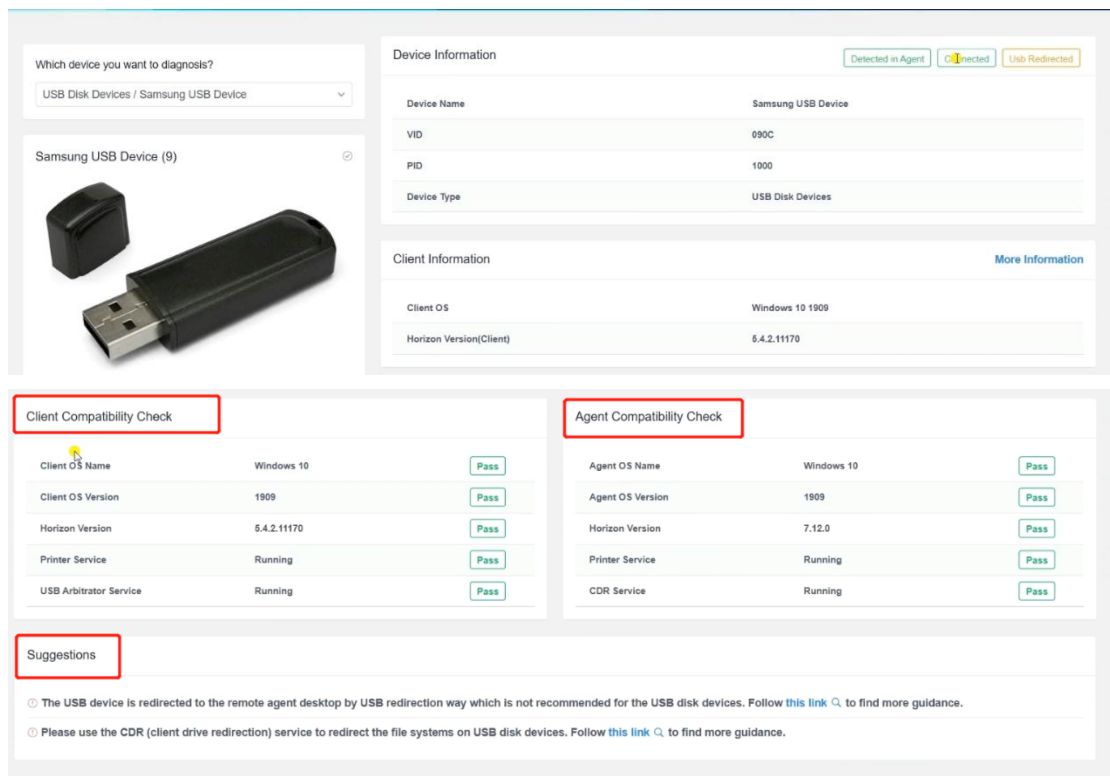 Which device you want to diagnosis?
USB Disk Devices / Samsung USB Device
Samsung USB Device (9)
Device Information
Detected in Agent Connected Usb Redirected
Device Name Samsung USB Device
VID 090C
PID 1000
Device Type USB Disk Devices
Client Information More Information
Client OS Windows 10 1909
Horizon Version(Client) 5.4.2.11170
Client Compatibility Check
Client OS Name Windows 10 Pass
Client OS Version 1909 Pass
Horizon Version 5.4.2.11170 Pass
Printer Service Running Pass
USB Arbitrator Service Running Pass
Agent Compatibility Check
Agent OS Name Windows 10 Pass
Agent OS Version 1909 Pass
Horizon Version 7.12.0 Pass
Printer Service Running Pass
CDR Service Running Pass
Suggestions
The USB device is redirected to the remote agent desktop by USB redirection way which is not recommended for the USB disk devices. Follow this link to find more guidance.
Please use the CDR (client drive redirection) service to redirect the file systems on USB disk devices. Follow this link to find more guidance.